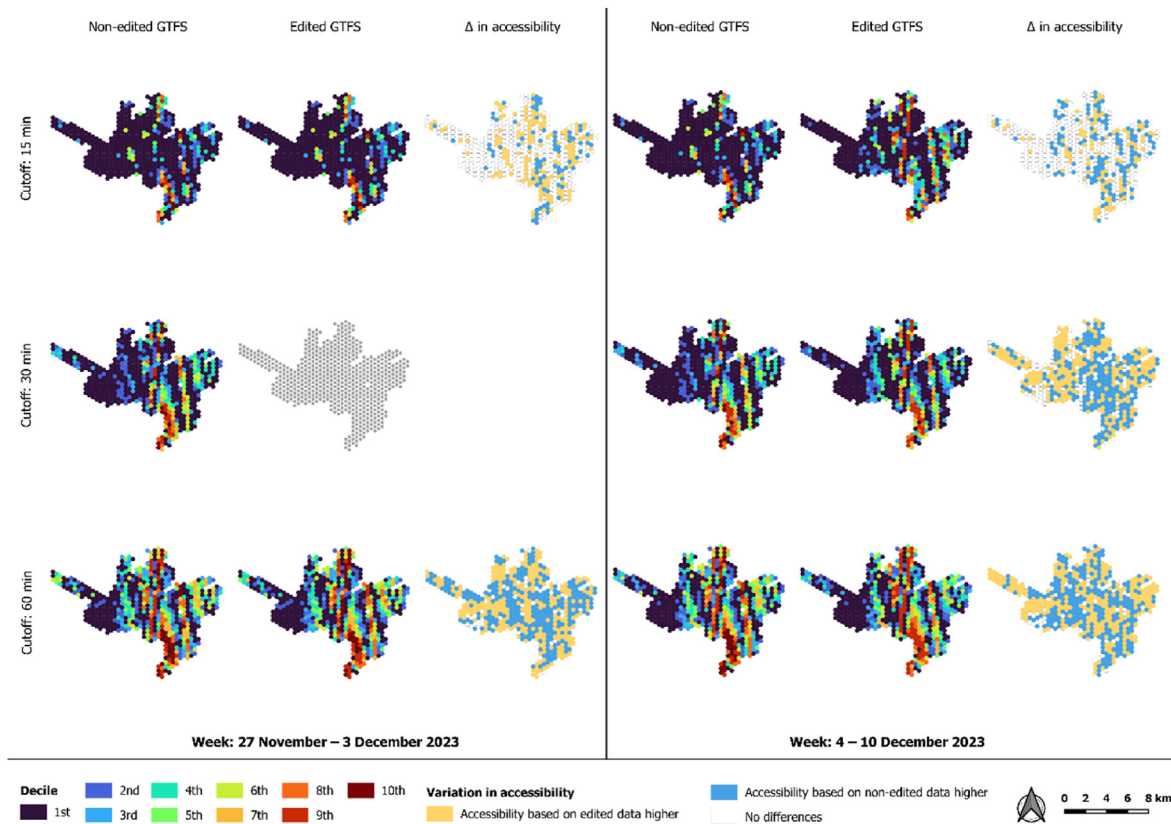 Non-edited GTFS Edited GTFS Δ in accessibility Non-edited GTFS Edited GTFS Δ in accessibility
Cutoff: 15 min
Cutoff: 30 min
Cutoff: 60 min
Week: 27 November – 3 December 2023 Week: 4 – 10 December 2023
Decile 2nd 4th 6th 8th 10th Variation in accessibility Accessibility based on non-edited data higher
1st 3rd 5th 7th 9th Accessibility based on edited data higher No differences
0 2 4 6 8 km